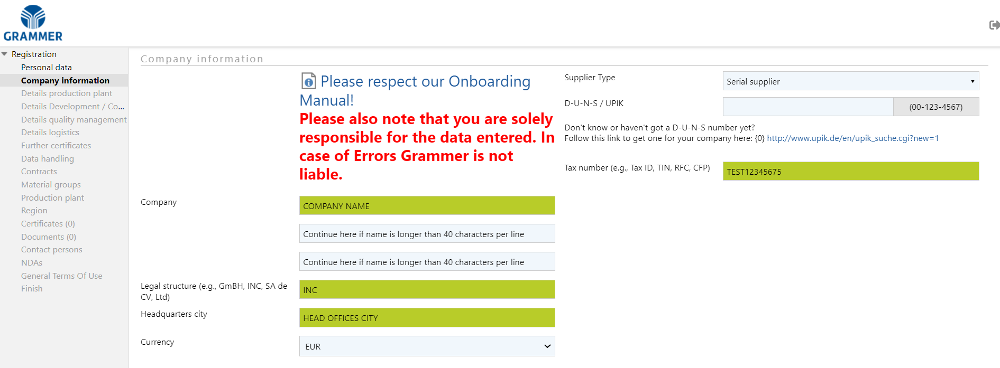 GRAMMER
Registration
Personal data
Company information
Details production plant
Details Development / Co...
Details quality management
Details logistics
Further certificates
Data handling
Contracts
Material groups
Production plant
Region
Certificates (0)
Documents (0)
Contact persons
NDAs
General Terms Of Use
Finish
Company information
Please respect our Onboarding
Manual!
Please also note that you are solely
responsible for the data entered. In
case of Errors Grammer is not
liable.
Company
COMPANY NAME
Continue here if name is longer than 40 characters per line
Continue here if name is longer than 40 characters per line
Legal structure (e.g., GmBH, INC, SA de
CV, Ltd)
INC
Headquarters city
HEAD OFFICES CITY
Currency
EUR
Supplier Type
Serial supplier
D-U-N-S / UPIK
(00-123-4567)
Don't know or haven't got a D-U-N-S number yet?
Follow this link to get one for your company here: {0} http://www.upik.de/en/upik_suche.cgi?new=1
Tax number (e.g., Tax ID, TIN, RFC, CFP)
TEST12345675